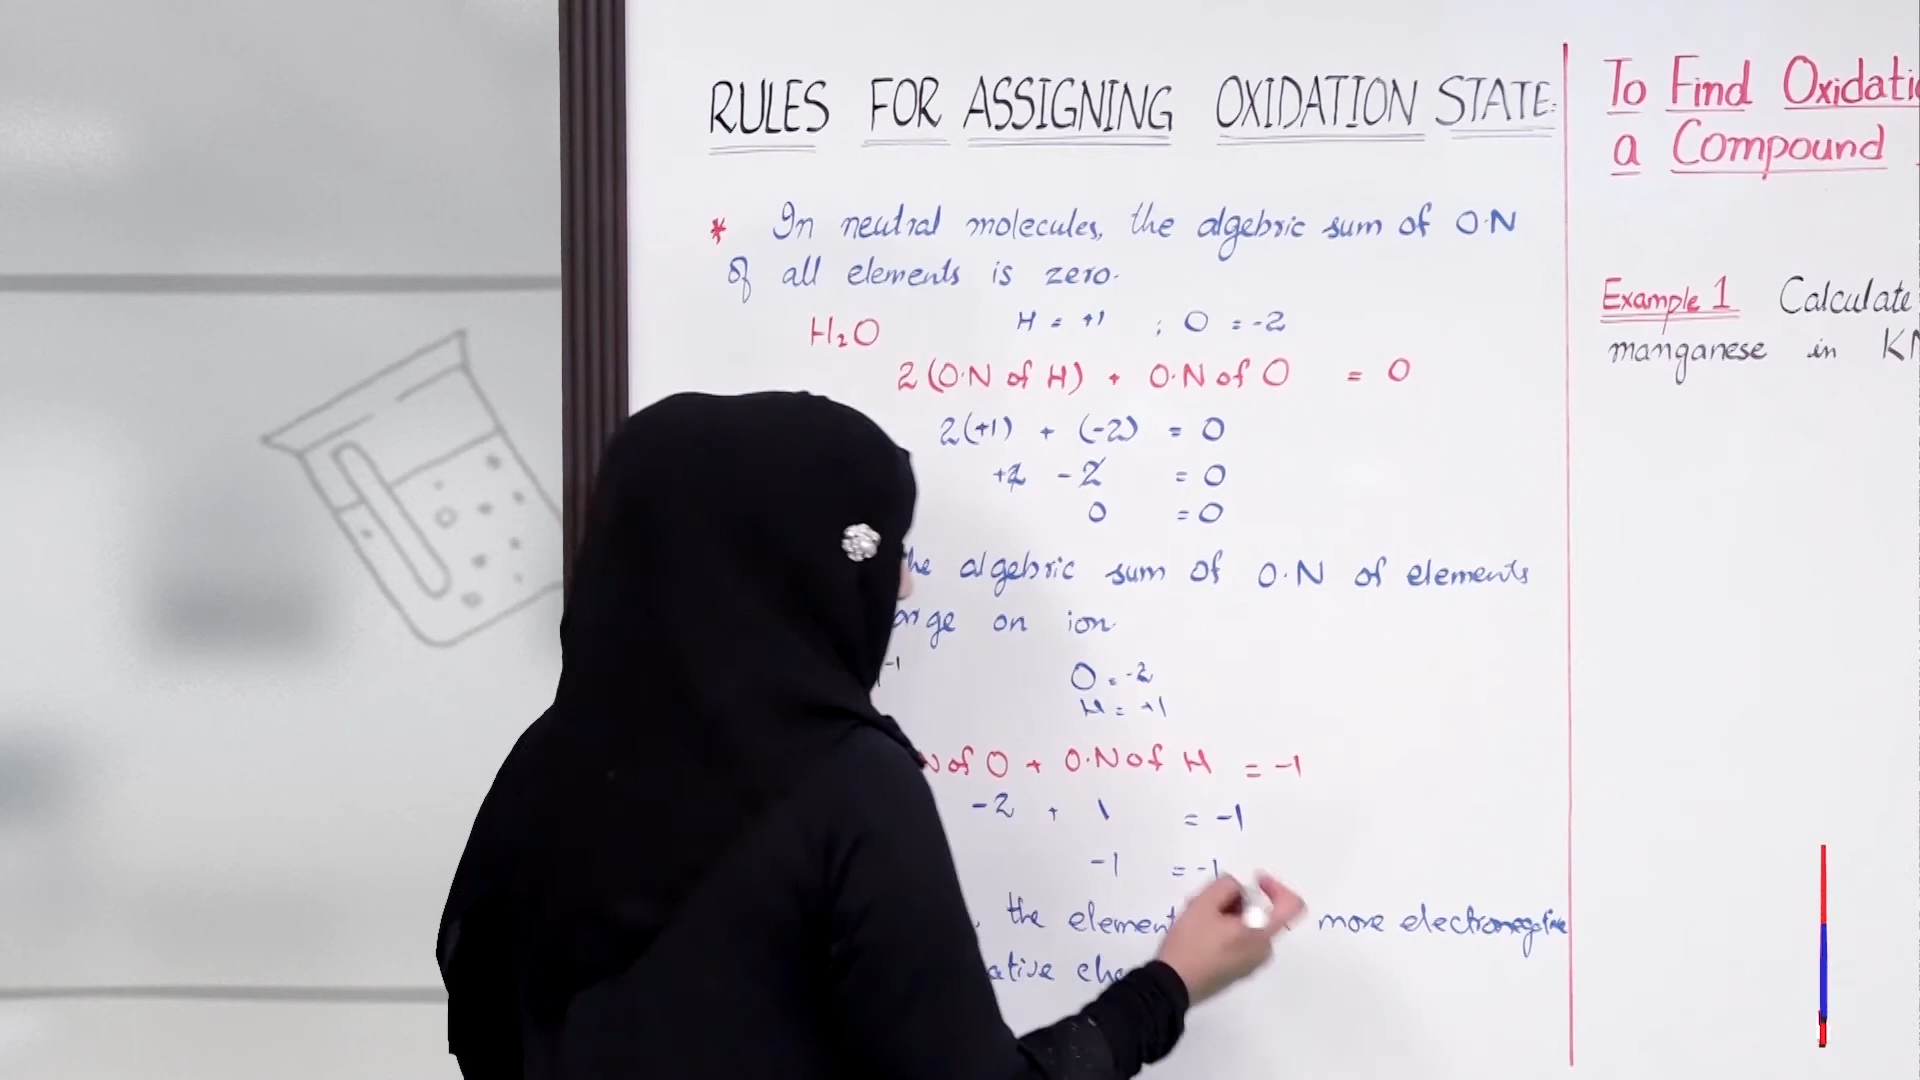 RULES FOR ASSIGNING OXIDATION STATE:
* In neutral molecules, the algebric sum of O.N
of all elements is zero.
H₂O H = +1 ; O = -2
2(O.N of H) + O.N of O = 0
2(+1) + (-2) = 0
+2 - 2 = 0
0 = 0
the algebric sum of O.N of elements
on ion.
-1 O = -2
H = +1
of O + O.N of H = -1
-2 + 1 = -1
-1 = -1
the more electronegative
To Find
a Compound
Example 1 Calculate
manganese in